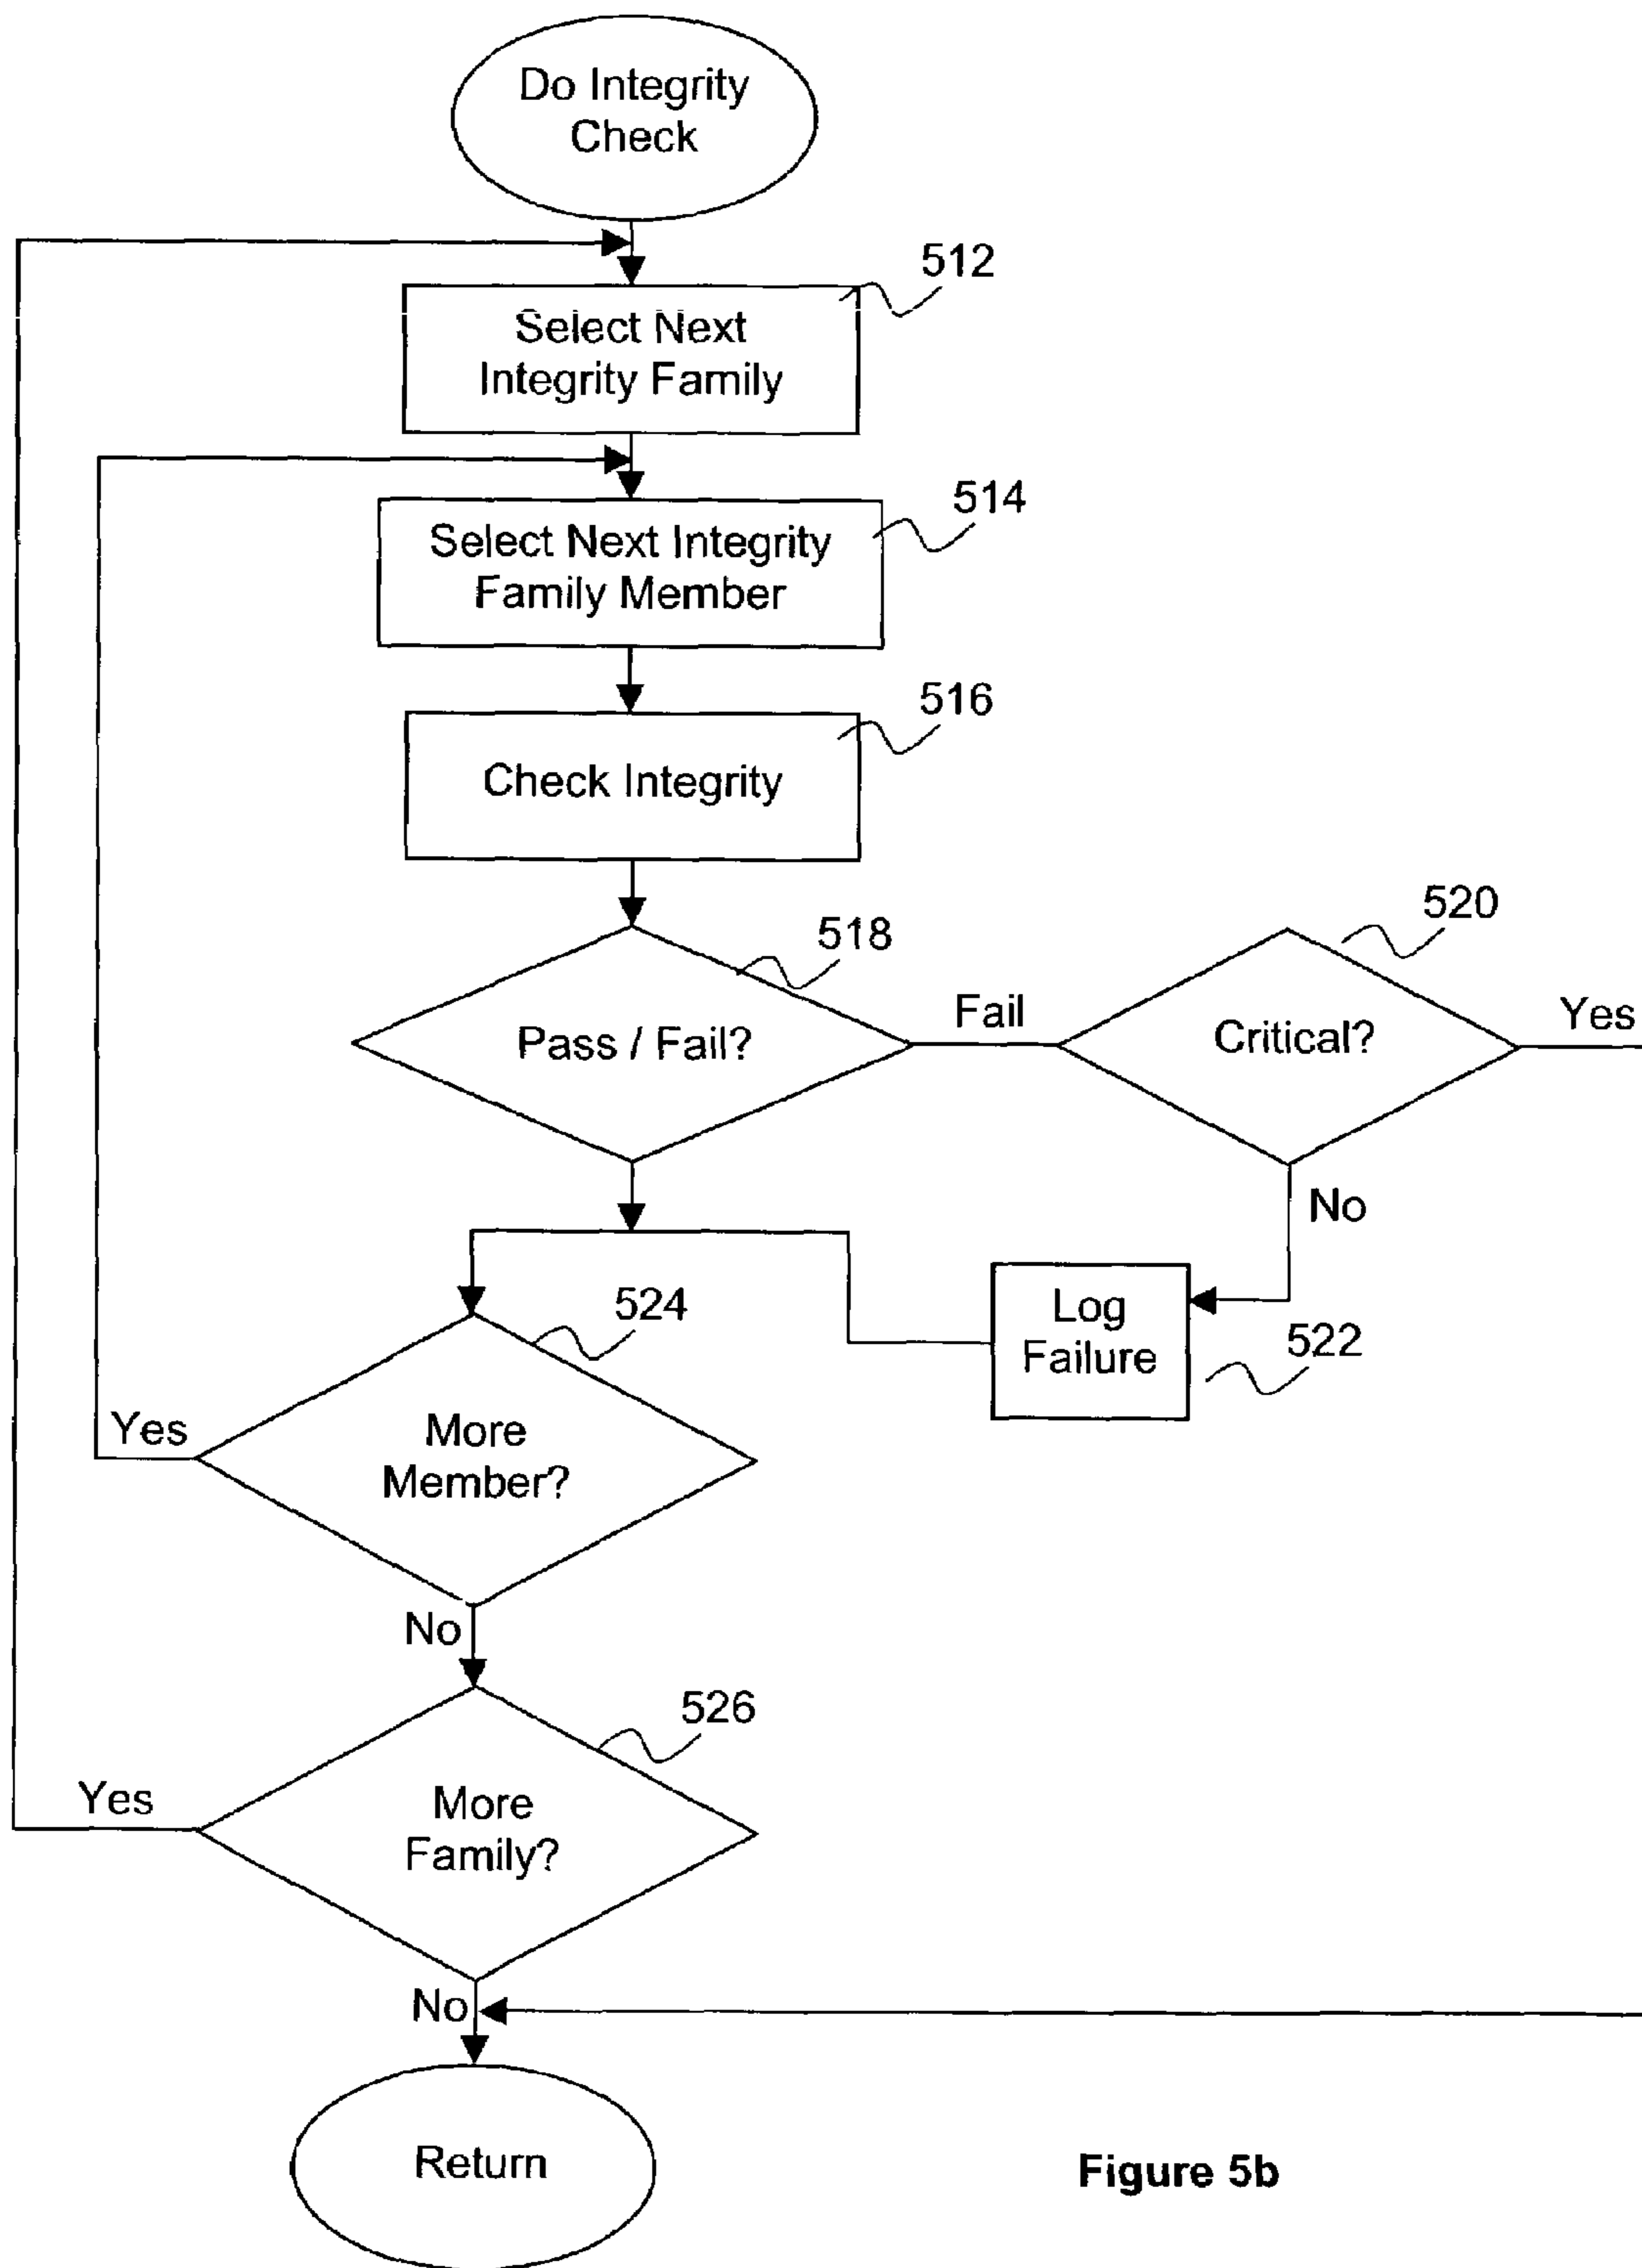 Do Integrity
Check
512
Select Next
Integrity Family
514
Select Next Integrity
Family Member
516
Check Integrity
518
520
Pass / Fail?
Fail
Critical?
Yes
No
Log
Failure
522
524
Yes
More
Member?
No
526
Yes
More
Family?
No
Return
Figure 5b